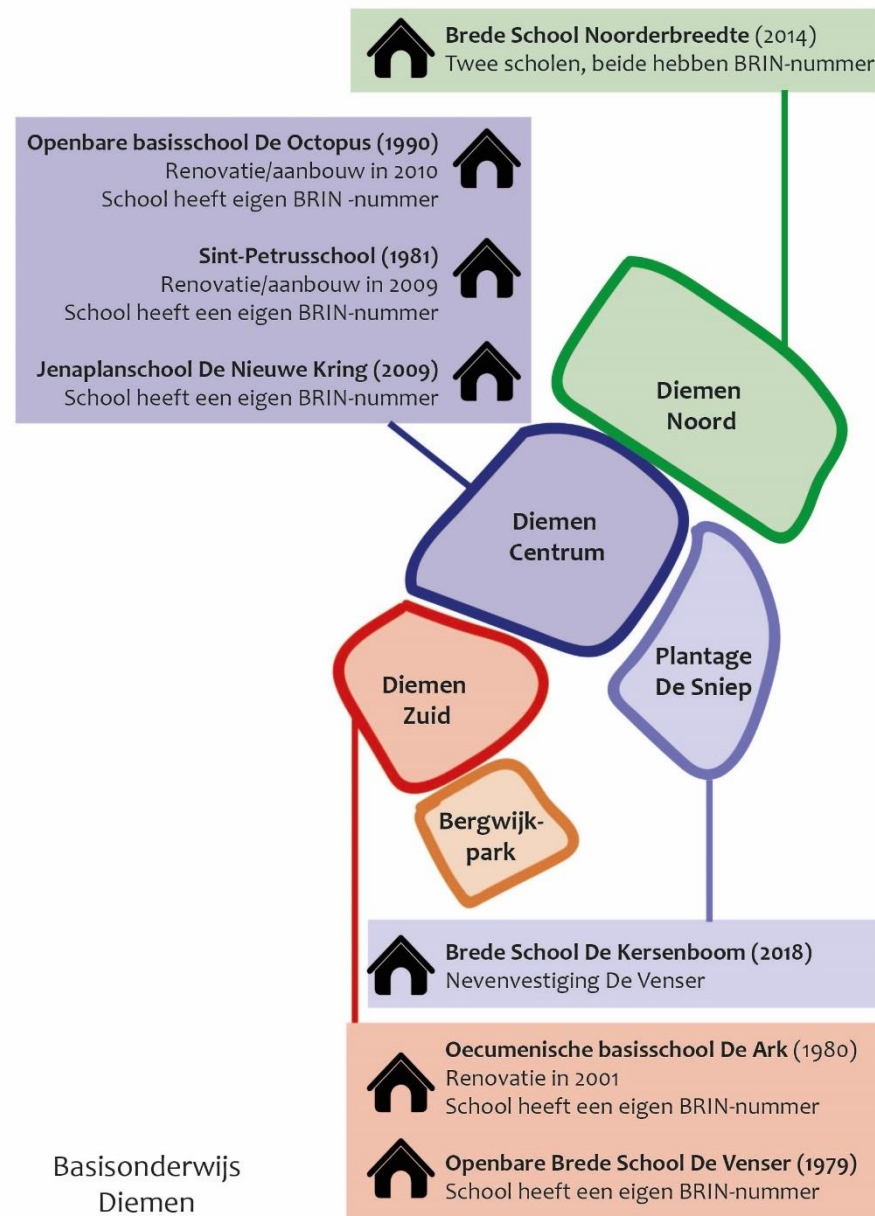 Brede School Noorderbreedte (2014)
Twee scholen, beide hebben BRIN-nummer
Openbare basisschool De Octopus (1990)
Renovatie/aanbouw in 2010
School heeft eigen BRIN -nummer
Sint-Petrusschool (1981)
Renovatie/aanbouw in 2009
School heeft een eigen BRIN-nummer
Jenaplanschool De Nieuwe Kring (2009)
School heeft een eigen BRIN-nummer
Diemen
Noord
Diemen
Centrum
Plantage
De Sniep
Diemen
Zuid
Bergwijk-
park
Brede School De Kersenboom (2018)
Nevenvestiging De Venser
Oecumenische basisschool De Ark (1980)
Renovatie in 2001
School heeft een eigen BRIN-nummer
Openbare Brede School De Venser (1979)
School heeft een eigen BRIN-nummer
Basisonderwijs
Diemen